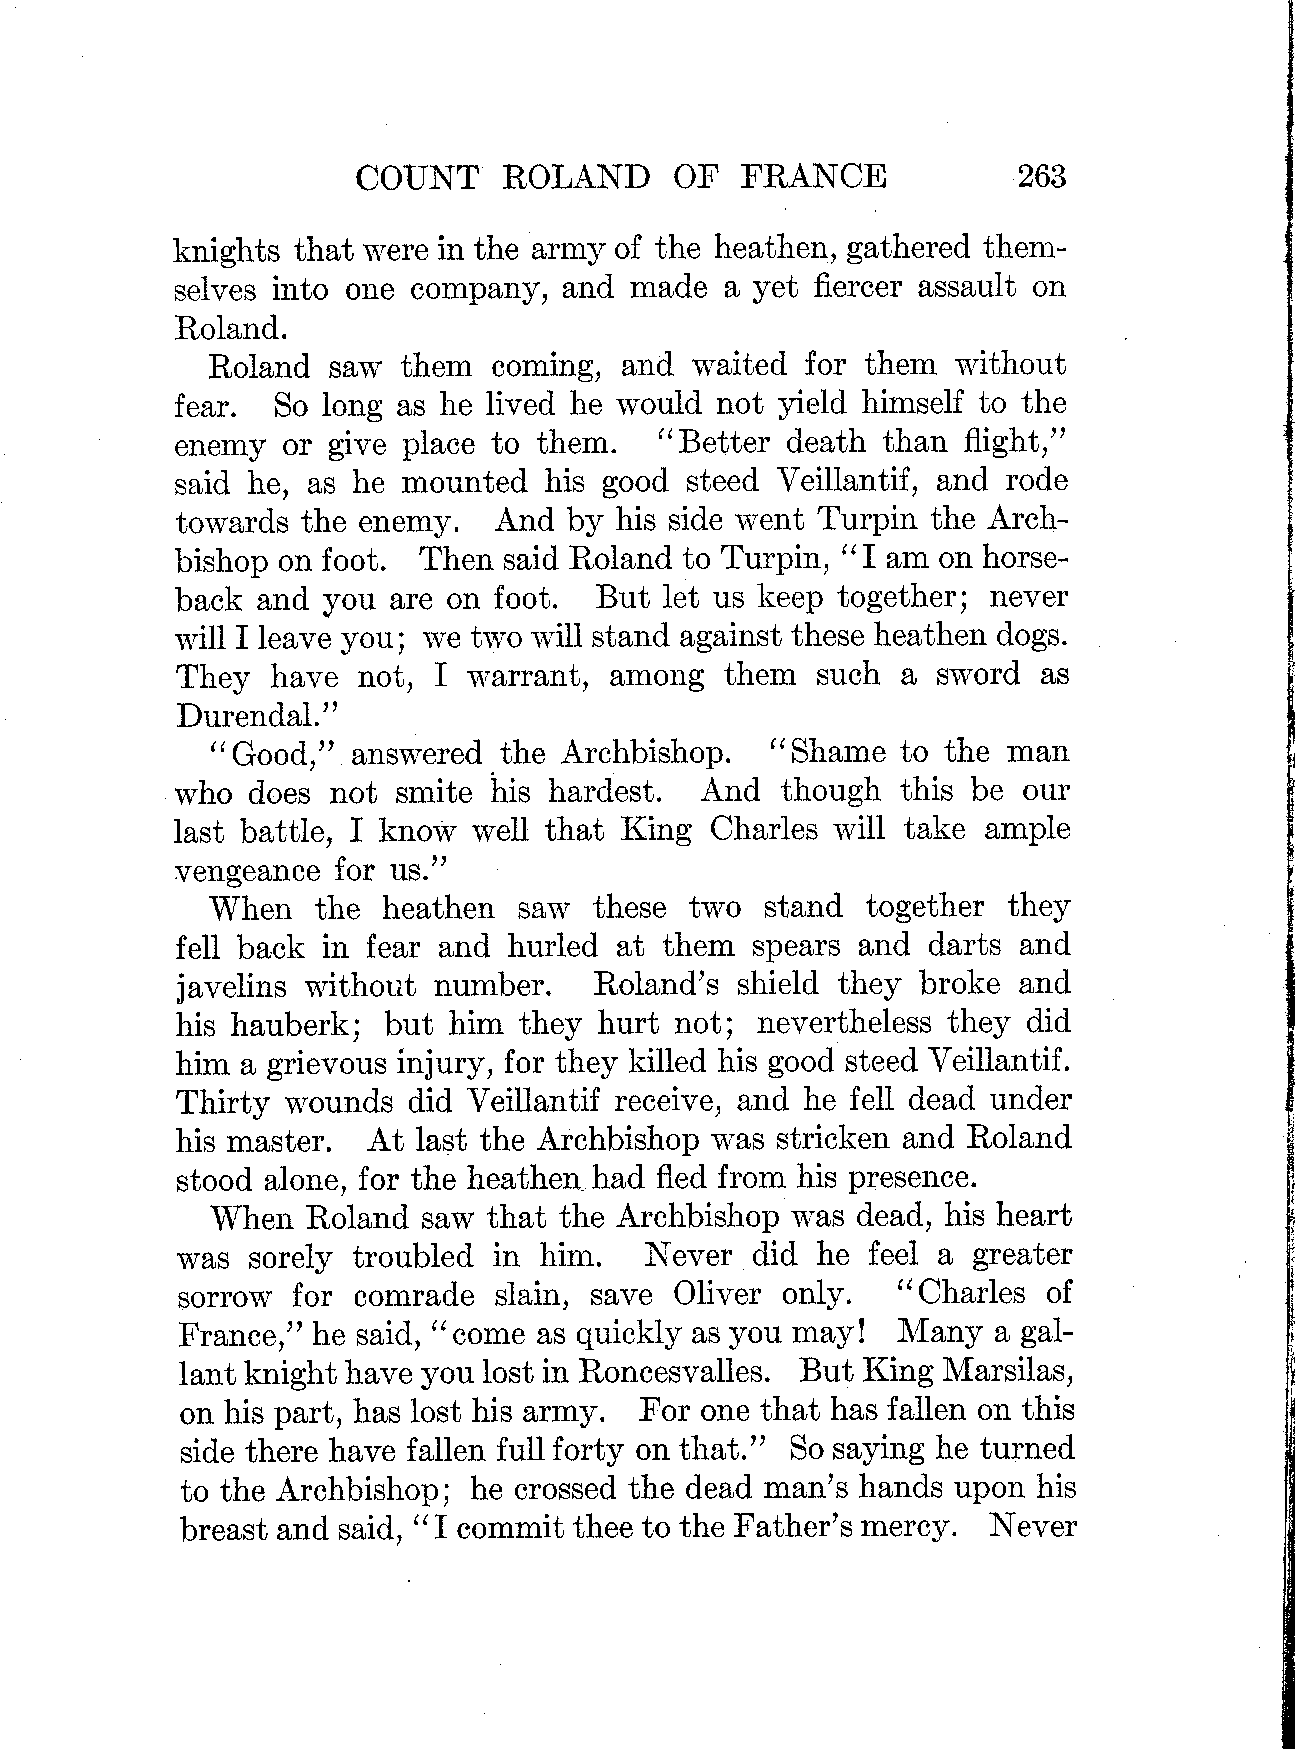 COUNT ROLAND OF FRANCE 263
knights that were in the army of the heathen, gathered them-
selves into one company, and made a yet fiercer assault on
Roland.
Roland saw them coming, and waited for them without
fear. So long as he lived he would not yield himself to the
enemy or give place to them. "Better death than flight,"
said he, as he mounted his good steed Veillantif, and rode
towards the enemy. And by his side went Turpin the Arch-
bishop on foot. Then said Roland to Turpin, "I am on horse-
back and you are on foot. But let us keep together; never
will I leave you; we two will stand against these heathen dogs.
They have not, I warrant, among them such a sword as
Durendal."
"Good," answered the Archbishop. "Shame to the man
who does not smite his hardest. And though this be our
last battle, I know well that King Charles will take ample
vengeance for us."
When the heathen saw these two stand together they
fell back in fear and hurled at them spears and darts and
javelins without number. Roland's shield they broke and
his hauberk; but him they hurt not; nevertheless they did
him a grievous injury, for they killed his good steed Veillantif.
Thirty wounds did Veillantif receive, and he fell dead under
his master. At last the Archbishop was stricken and Roland
stood alone, for the heathen had fled from his presence.
When Roland saw that the Archbishop was dead, his heart
was sorely troubled in him. Never did he feel a greater
sorrow for comrade slain, save Oliver only. "Charles of
France," he said, "come as quickly as you may! Many a gal-
lant knight have you lost in Roncesvalles. But King Marsilas,
on his part, has lost his army. For one that has fallen on this
side there have fallen full forty on that." So saying he turned
to the Archbishop; he crossed the dead man's hands upon his
breast and said, "I commit thee to the Father's mercy. Never